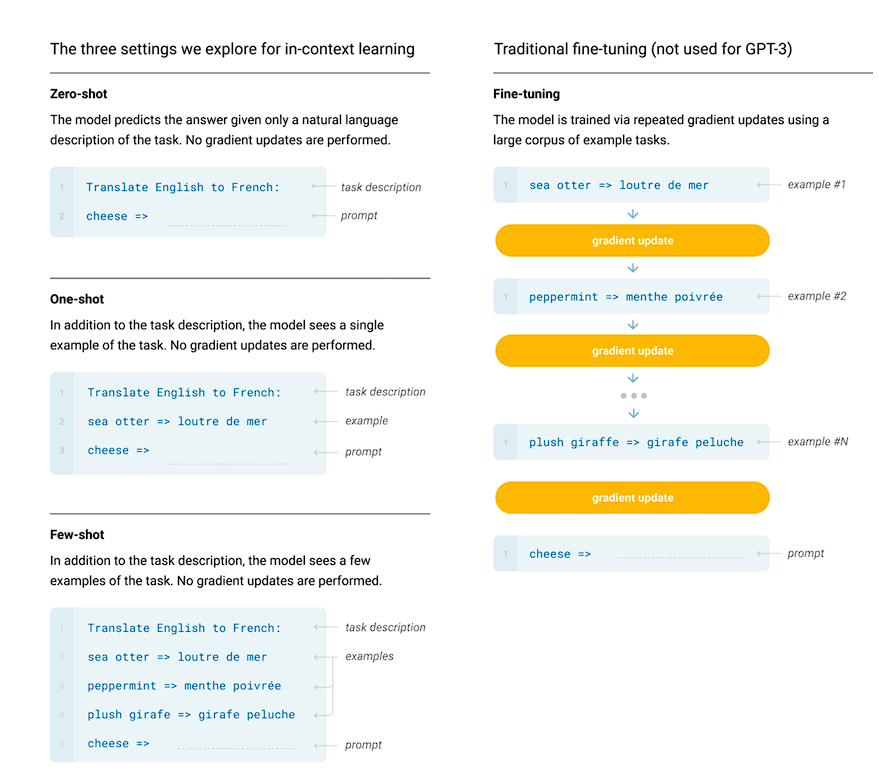 The three settings we explore for in-context learning
Zero-shot
The model predicts the answer given only a natural language
description of the task. No gradient updates are performed.
1 Translate English to French: task description
2 cheese => prompt
One-shot
In addition to the task description, the model sees a single
example of the task. No gradient updates are performed.
1 Translate English to French: task description
2 sea otter => loutre de mer example
3 cheese => prompt
Few-shot
In addition to the task description, the model sees a few
examples of the task. No gradient updates are performed.
1 Translate English to French: task description
2 sea otter => loutre de mer examples
3 peppermint => menthe poivrée
4 plush girafe => girafe peluche
5 cheese => prompt
Traditional fine-tuning (not used for GPT-3)
Fine-tuning
The model is trained via repeated gradient updates using a
large corpus of example tasks.
1 sea otter => loutre de mer example #1
gradient update
1 peppermint => menthe poivrée example #2
gradient update
1 plush giraffe => girafe peluche example #N
gradient update
1 cheese => prompt